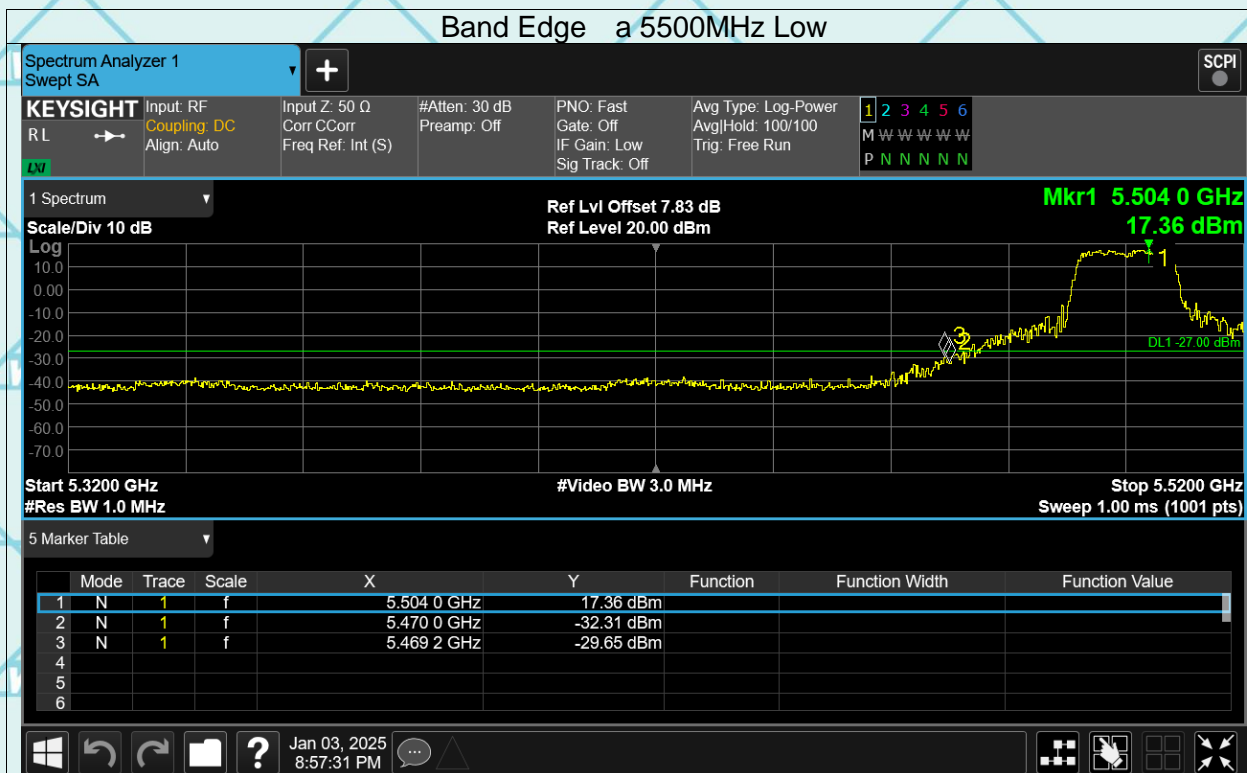 Band Edge a 5500MHz Low
Spectrum Analyzer 1
Swept SA
SCPI
KEYSIGHT
R L
LXI
Input: RF
Coupling: DC
Align: Auto
Input Z: 50 Ω
Corr CCorr
Freq Ref: Int (S)
#Atten: 30 dB
Preamp: Off
PNO: Fast
Gate: Off
IF Gain: Low
Sig Track: Off
Avg Type: Log-Power
Avg|Hold: 100/100
Trig: Free Run
1 2 3 4 5 6
M W W W W W W
P N N N N N N
1 Spectrum
Scale/Div 10 dB
Ref Lvl Offset 7.83 dB
Ref Level 20.00 dBm
Mkr1 5.504 0 GHz
17.36 dBm
Log
10.0
0.00
-10.0
-20.0
-30.0
-40.0
-50.0
-60.0
-70.0
1
3
2
DL1 -27.00 dBm
Start 5.3200 GHz
#Video BW 3.0 MHz
Stop 5.5200 GHz
#Res BW 1.0 MHz
Sweep 1.00 ms (1001 pts)
5 Marker Table
Mode Trace Scale X Y Function Function Width Function Value
1 N 1 f 5.504 0 GHz 17.36 dBm
2 N 1 f 5.470 0 GHz -32.31 dBm
3 N 1 f 5.469 2 GHz -29.65 dBm
4
5
6
?
Jan 03, 2025
8:57:31 PM